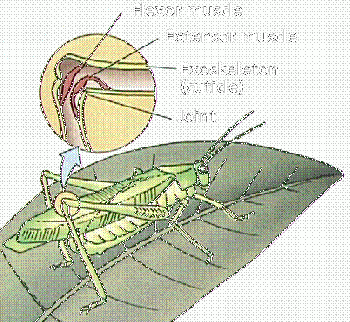 Flexor muscle
Extensor muscle
Exoskeleton
(cuticle)
Joint